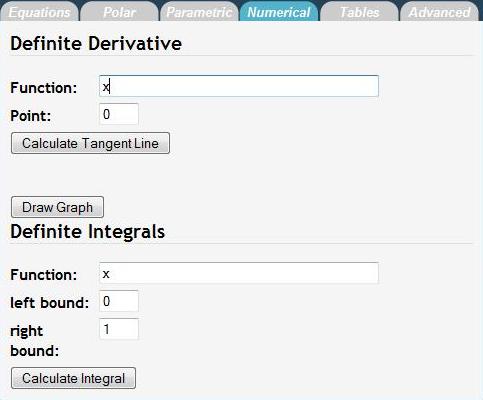 Equations Polar Parametric Numerical Tables Advanced
Definite Derivative
Function: x
Point: 0
Calculate Tangent Line
Draw Graph
Definite Integrals
Function: x
left bound: 0
right 1
bound:
Calculate Integral